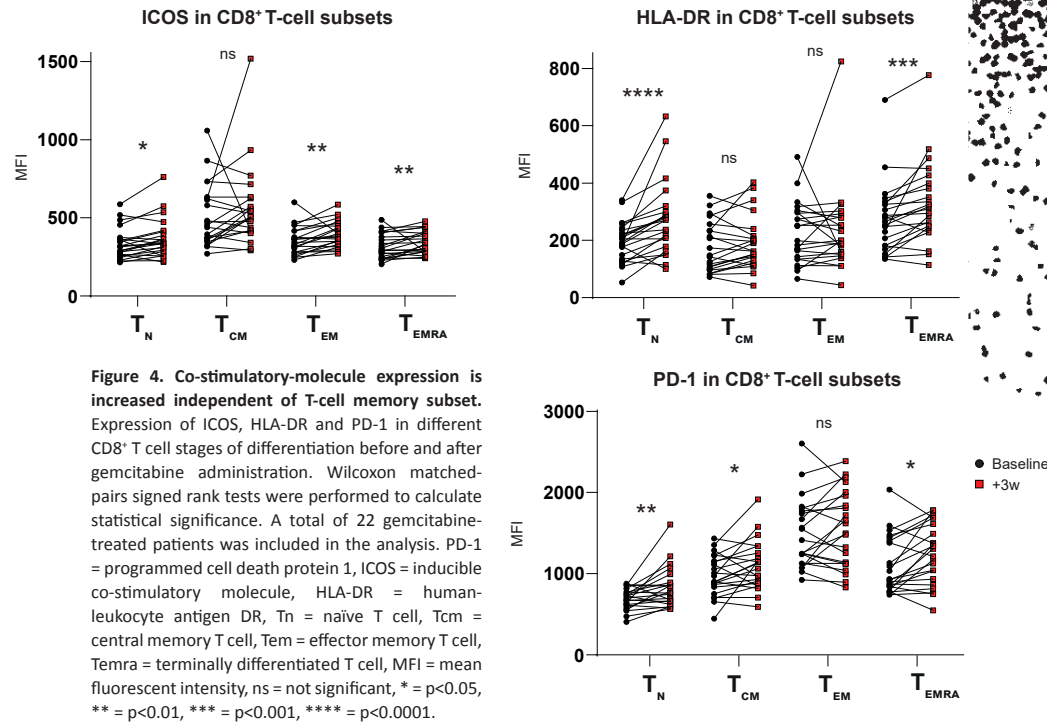 ICOS in CD8⁺ T-cell subsets
MFI
1500
1000
500
0
*
ns
**
**
T_N
T_CM
T_EM
T_EMRA
HLA-DR in CD8⁺ T-cell subsets
MFI
800
600
400
200
0
****
ns
ns
***
T_N
T_CM
T_EM
T_EMRA
Figure 4. Co-stimulatory-molecule expression is
increased independent of T-cell memory subset.
Expression of ICOS, HLA-DR and PD-1 in different
CD8⁺ T cell stages of differentiation before and after
gemcitabine administration. Wilcoxon matched-
pairs signed rank tests were performed to calculate
statistical significance. A total of 22 gemcitabine-
treated patients was included in the analysis. PD-1
= programmed cell death protein 1, ICOS = inducible
co-stimulatory molecule, HLA-DR = human-
leukocyte antigen DR, Tn = naïve T cell, Tcm =
central memory T cell, Tem = effector memory T cell,
Temra = terminally differentiated T cell, MFI = mean
fluorescent intensity, ns = not significant, * = p<0.05,
** = p<0.01, *** = p<0.001, **** = p<0.0001.
PD-1 in CD8⁺ T-cell subsets
MFI
3000
2000
1000
0
**
*
ns
*
T_N
T_CM
T_EM
T_EMRA
Baseline
+3w